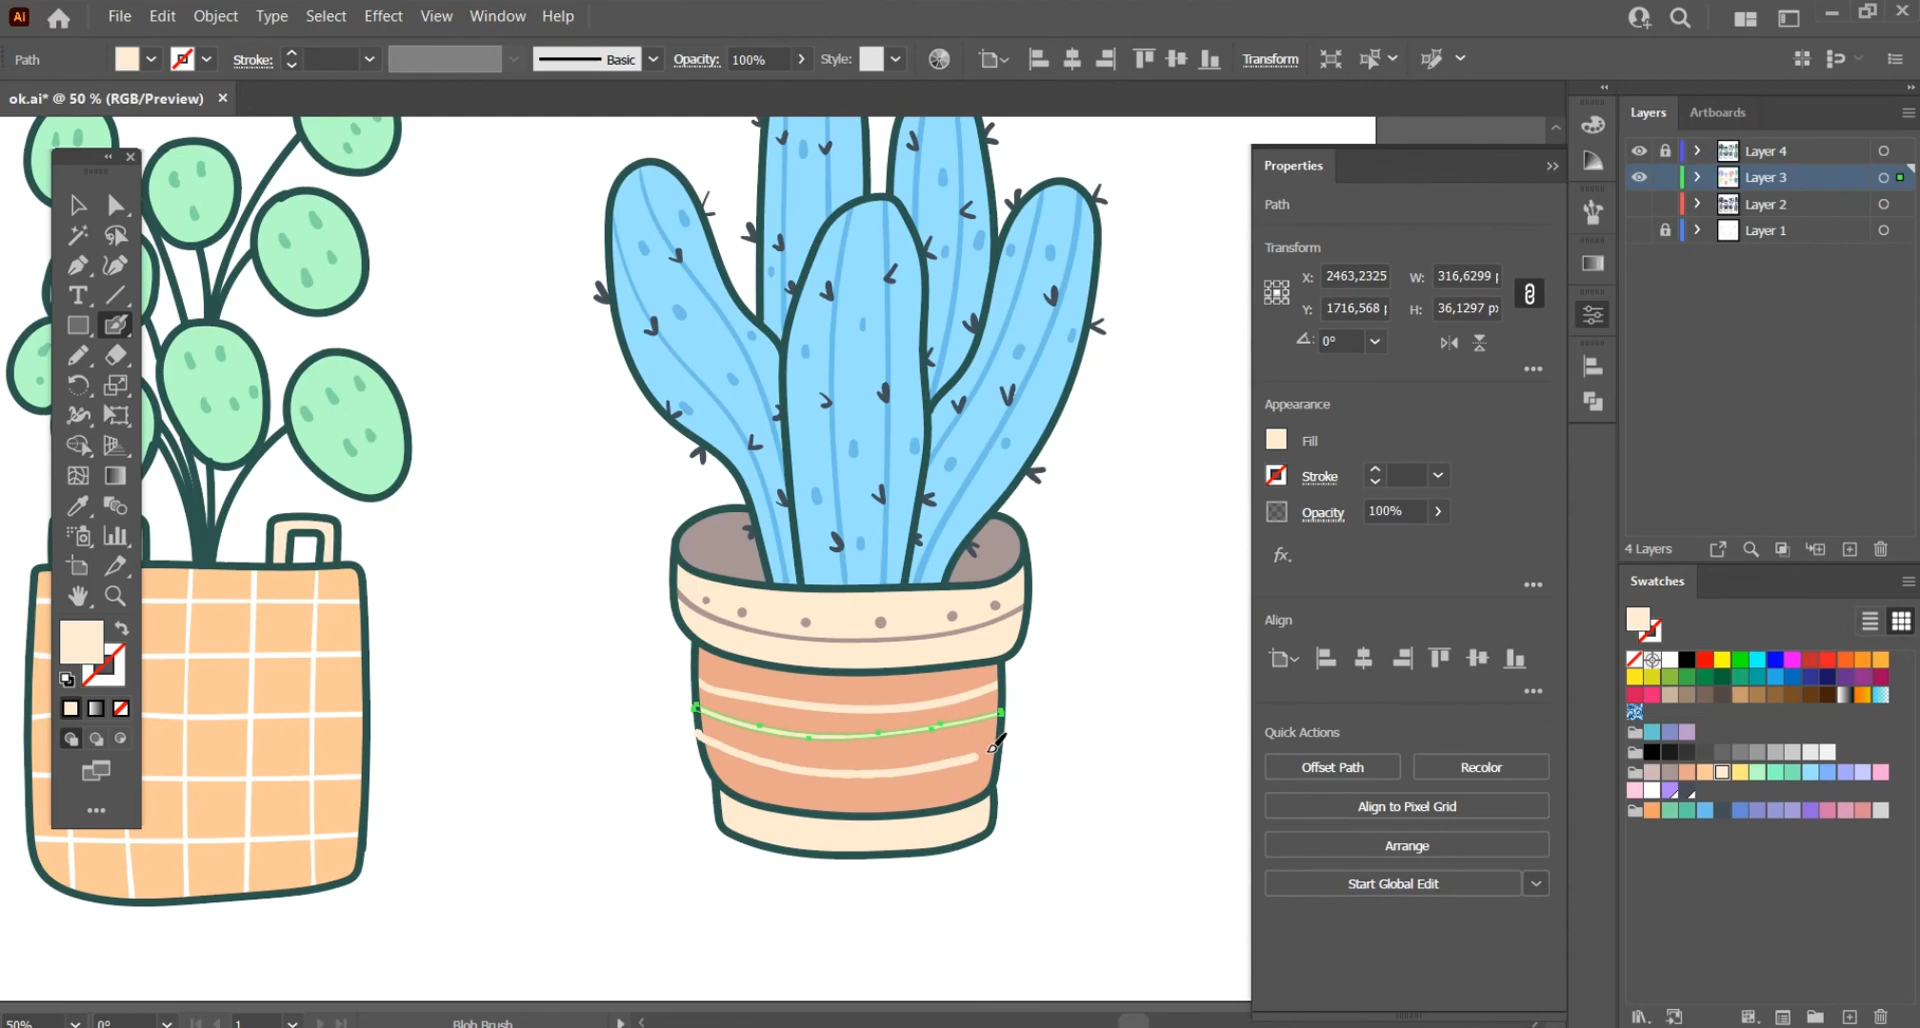 Ai File Edit Object Type Select Effect View Window Help
Path Stroke: Basic Opacity: 100% Style: Transform
ok.ai* @ 50 % (RGB/Preview) ×
Layers Artboards
Layer 4
Layer 3
Layer 2
Layer 1
4 Layers
Properties
Path
Transform
X: 2463,2325 W: 316,6299 p
Y: 1716,568 p H: 36,1297 px
0°
Appearance
Fill
Stroke
Opacity 100%
fx.
Align
Quick Actions
Offset Path Recolor
Align to Pixel Grid
Arrange
Start Global Edit
Swatches
50% 0° 1 Blob Brush